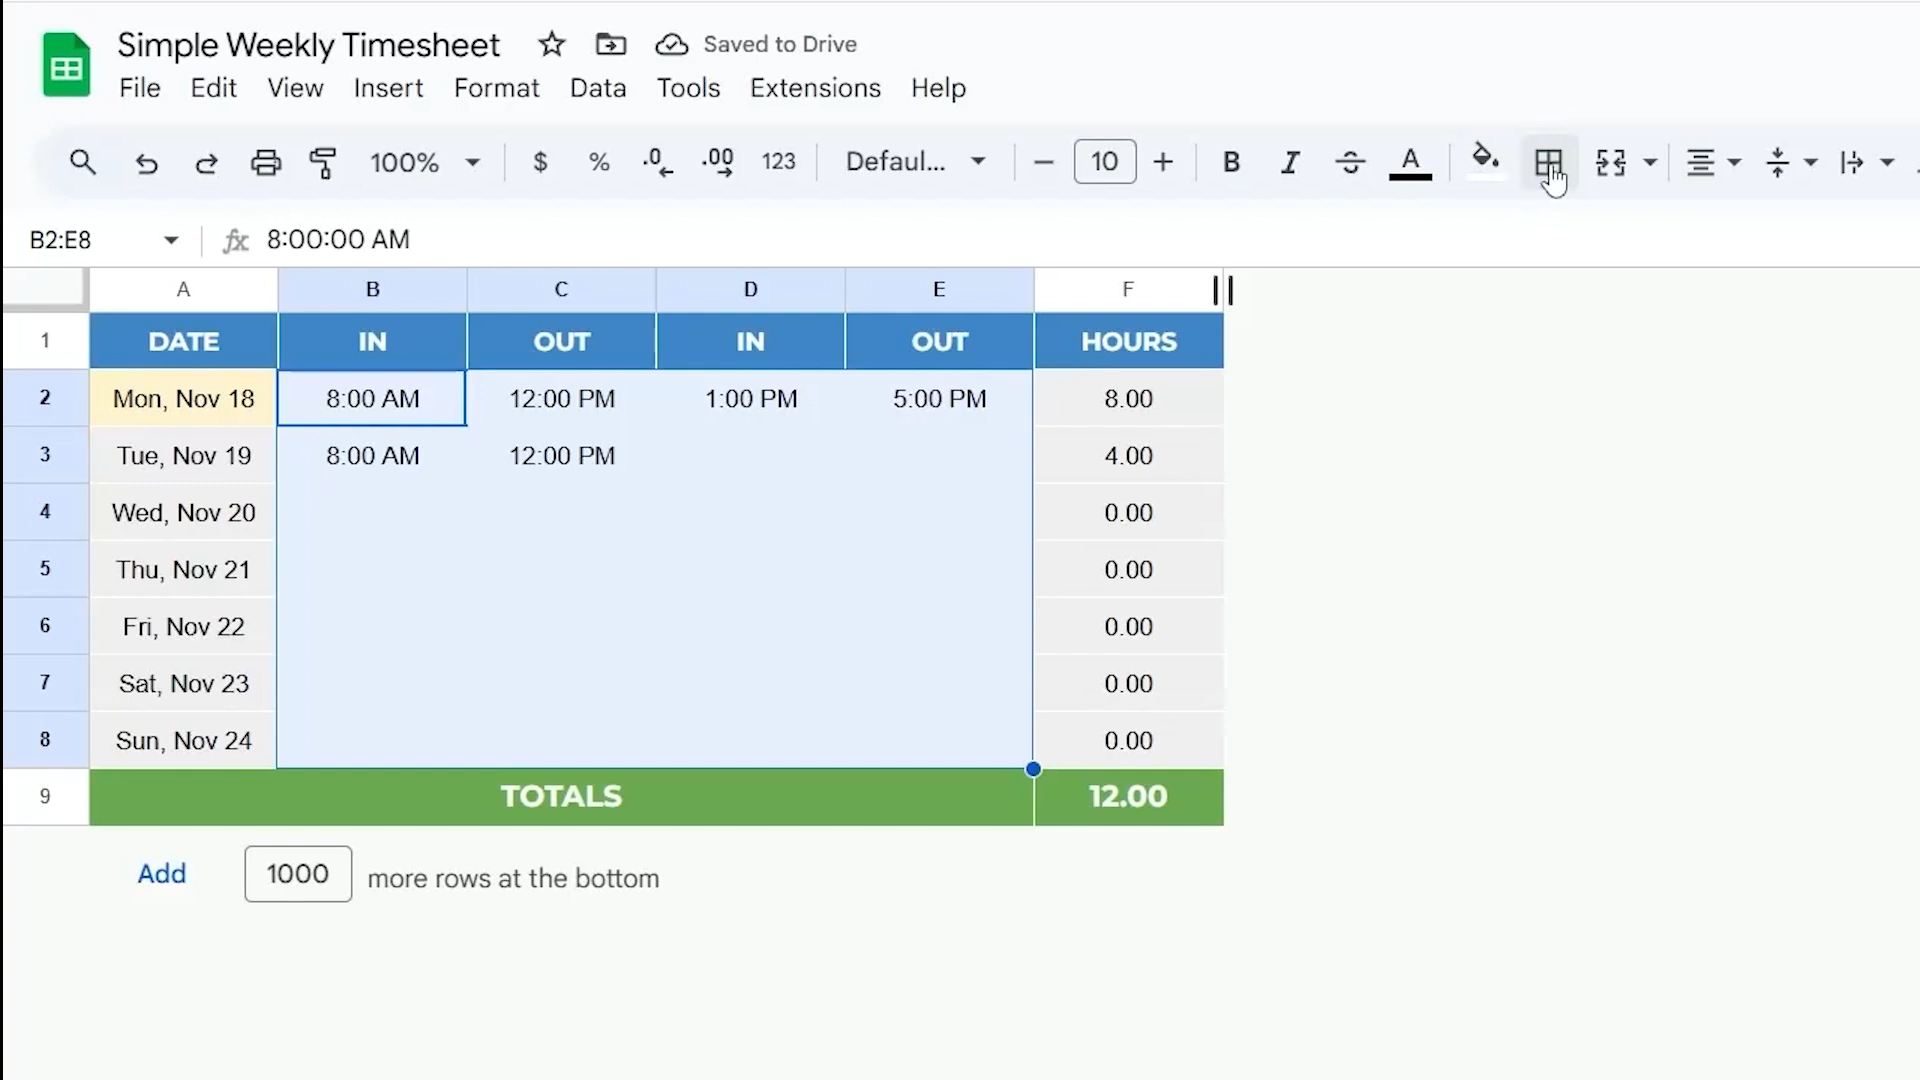 Simple Weekly Timesheet Saved to Drive
File Edit View Insert Format Data Tools Extensions Help
100% $ % .0 .00 123 Defaul... − 10 + B I S A
B2:E8 fx 8:00:00 AM
A B C D E F
1 DATE IN OUT IN OUT HOURS
2 Mon, Nov 18 8:00 AM 12:00 PM 1:00 PM 5:00 PM 8.00
3 Tue, Nov 19 8:00 AM 12:00 PM 4.00
4 Wed, Nov 20 0.00
5 Thu, Nov 21 0.00
6 Fri, Nov 22 0.00
7 Sat, Nov 23 0.00
8 Sun, Nov 24 0.00
9 TOTALS 12.00
Add 1000 more rows at the bottom